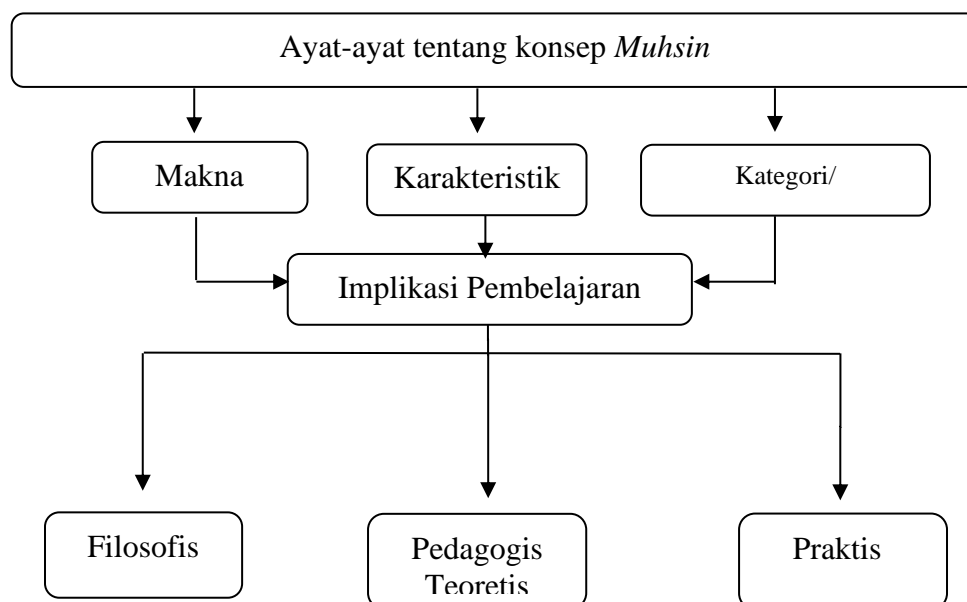 Ayat-ayat tentang konsep Muhsin
Makna
Karakteristik
Kategori/
Implikasi Pembelajaran
Filosofis
Pedagogis
Teoretis
Praktis